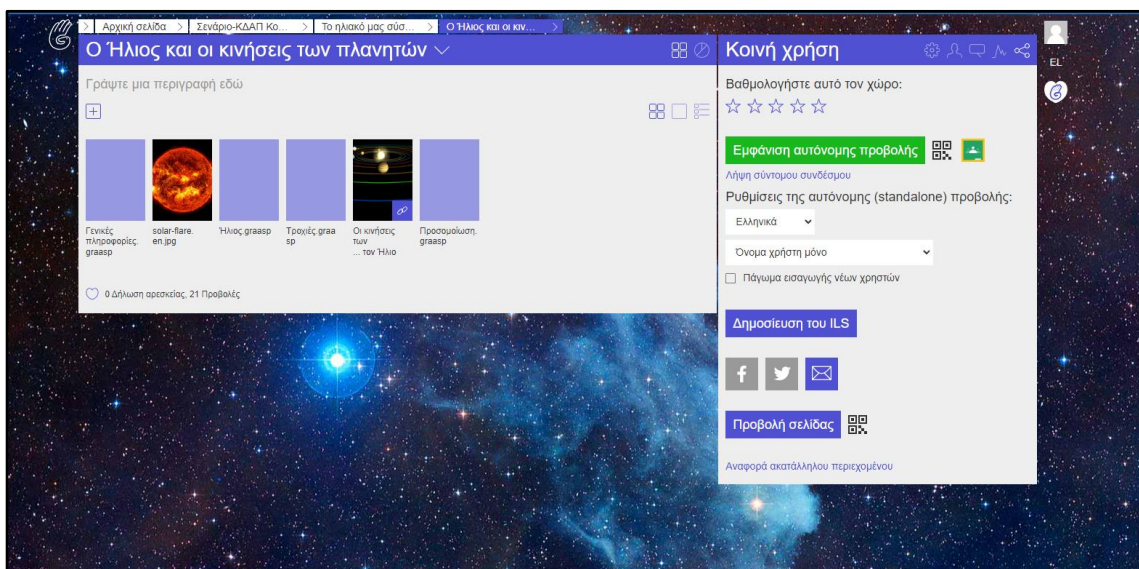 Αρχική σελίδα > Σενάριο-ΚΔΑΠ Κο... > Το ηλιακό μας σύσ... > Ο Ήλιος και οι κιν... >
Ο Ήλιος και οι κινήσεις των πλανητών
Γράψτε μια περιγραφή εδώ
Γενικές
πληροφορίες.
graasp
solar-flare.
en.jpg
Ήλιος.graasp
Τροχιές.graa
sp
Οι κινήσεις
των
... τον Ήλιο
Προσομοίωση.
graasp
0 Δήλωση αρεσκείας, 21 Προβολές
Κοινή χρήση
Βαθμολογήστε αυτό τον χώρο:
Εμφάνιση αυτόνομης προβολής
Λήψη σύντομου συνδέσμου
Ρυθμίσεις της αυτόνομης (standalone) προβολής:
Ελληνικά
Όνομα χρήστη μόνο
Πάγωμα εισαγωγής νέων χρηστών
Δημοσίευση του ILS
Προβολή σελίδας
Αναφορά ακατάλληλου περιεχομένου
EL